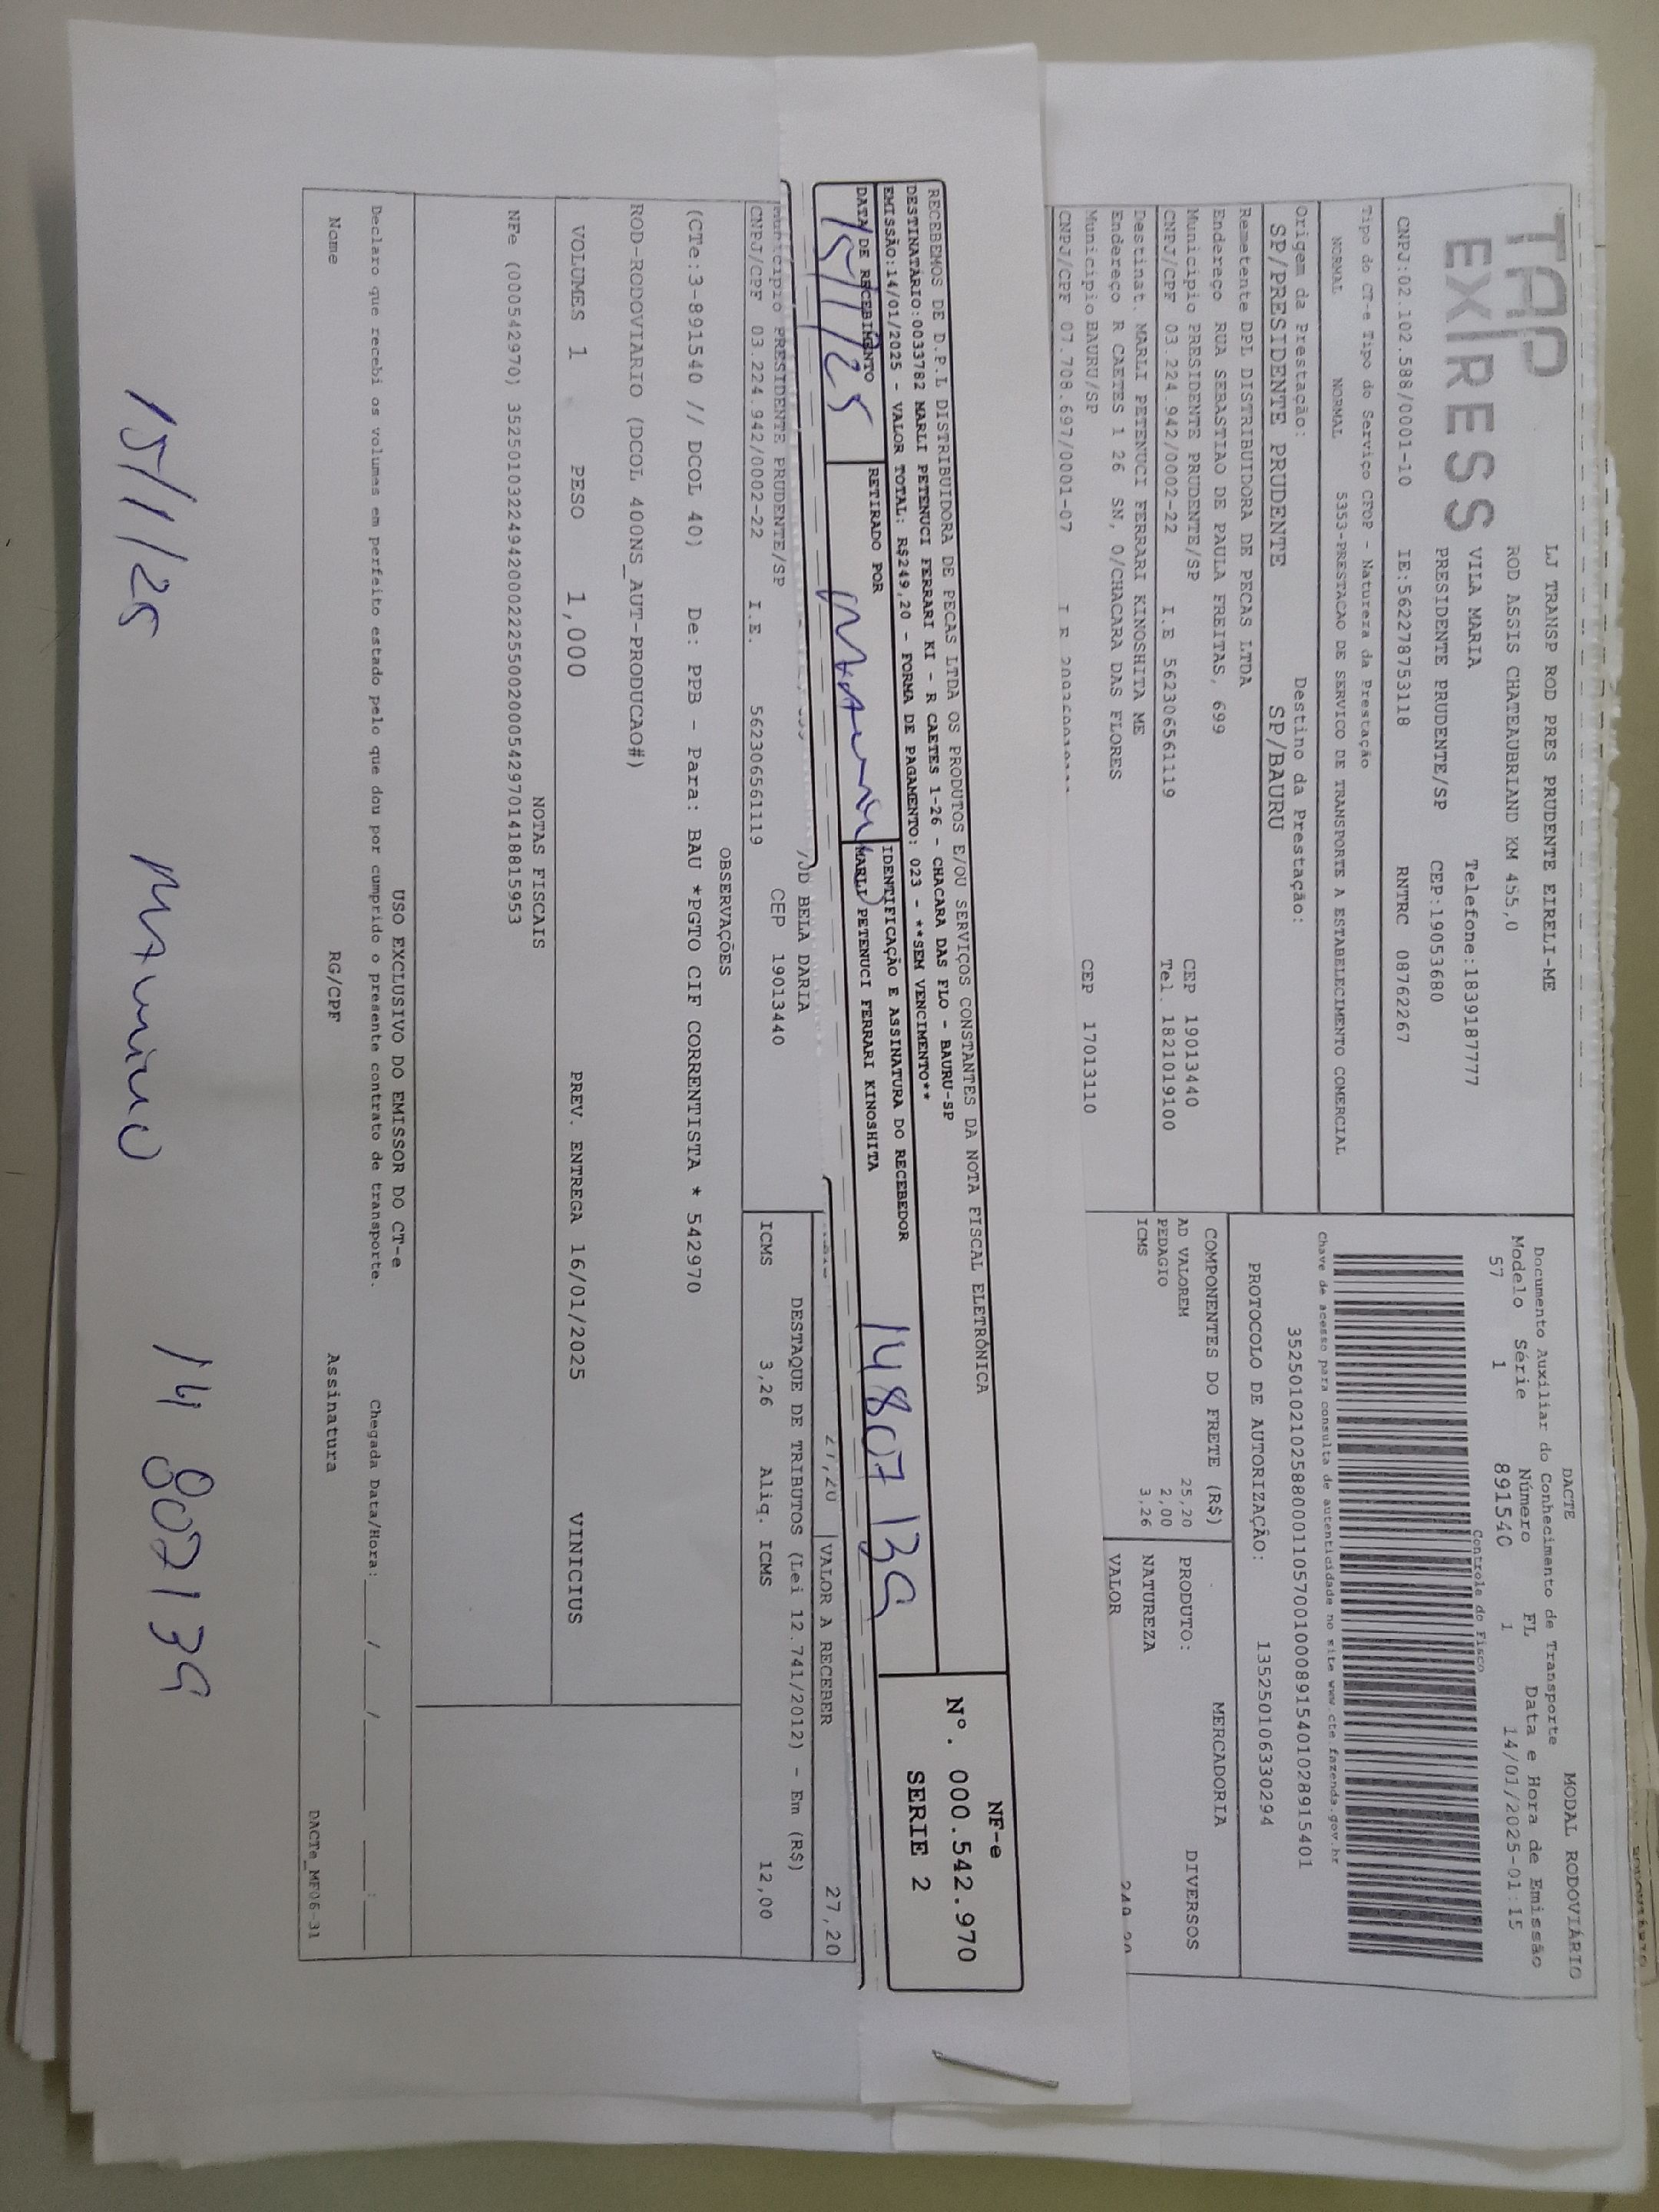 TAP
EXPRESS
LJ TRANSP ROD PRES PRUDENTE EIRELI-ME
ROD ASSIS CHATEAUBRIAND KM 455,0
VILA MARIA Telefone:1839187777
PRESIDENTE PRUDENTE/SP CEP:19053680
CNPJ:02.102.588/0001-10 IE:562278753118 RNTRC 08762267
DACTE MODAL RODOVIÁRIO
Documento Auxiliar do Conhecimento de Transporte
Modelo Série Número FL Data e Hora de Emissão
57 1 891540 1 14/01/2025-01:15
Controle do Fisco
Chave de acesso para consulta de autenticidade no site www.cte.fazenda.gov.br
35250102102588000110570010008915401028915401
PROTOCOLO DE AUTORIZAÇÃO: 135250106330294
Tipo do CT-e Tipo do Serviço CFOP - Natureza da Prestação
NORMAL NORMAL 5353-PRESTACAO DE SERVICO DE TRANSPORTE A ESTABELECIMENTO COMERCIAL
Origem da Prestação: Destino da Prestação:
SP/PRESIDENTE PRUDENTE SP/BAURU
Remetente DPL DISTRIBUIDORA DE PECAS LTDA
Endereço RUA SEBASTIAO DE PAULA FREITAS, 699
Municipio PRESIDENTE PRUDENTE/SP CEP 19013440
CNPJ/CPF 03.224.942/0002-22 I.E 562306561119 Tel. 1821019100
Destinat. MARLI PETENUCI FERRARI KINOSHITA ME
Endereço R CAETES 1 26 SN, 0/CHACARA DAS FLORES
Municipio BAURU/SP CEP 17013110
CNPJ/CPF 07.708.697/0001-07 I E
COMPONENTES DO FRETE (R$)
AD VALOREM 25,20
PEDAGIO 2,00
ICMS 3,26
MERCADORIA
PRODUTO: DIVERSOS
NATUREZA
VALOR 249,20
RECEBEMOS DE D.P.L DISTRIBUIDORA DE PECAS LTDA OS PRODUTOS E/OU SERVIÇOS CONSTANTES DA NOTA FISCAL ELETRÔNICA
DESTINATÁRIO:0033782 MARLI PETENUCI FERRARI KI - R CAETES 1-26 - CHACARA DAS FLO - BAURU-SP
EMISSÃO:14/01/2025 - VALOR TOTAL: R$249,20 - FORMA DE PAGAMENTO: 023 - **SEM VENCIMENTO**
DATA DE RECEBIMENTO RETIRADO POR IDENTIFICAÇÃO E ASSINATURA DO RECEBEDOR
MARLI PETENUCI FERRARI KINOSHITA
15/1/25 14807139
NF-e
Nº. 000.542.970
SERIE 2
BELA DARIA
Municipio PRESIDENTE PRUDENTE/SP CEP 19013440
CNPJ/CPF 03.224.942/0002-22 I.E. 562306561119
27,20 VALOR A RECEBER 27,20
DESTAQUE DE TRIBUTOS (Lei 12.741/2012) - Em (R$)
ICMS 3,26 Aliq. ICMS 12,00
OBSERVAÇÕES
(CTe:3-891540 // DCOL 40) De: PPB - Para: BAU *PGTO CIF CORRENTISTA * 542970
ROD-RODOVIARIO (DCOL 400NS_AUT-PRODUCAO#)
VOLUMES 1 PESO 1,000 PREV. ENTREGA 16/01/2025 VINICIUS
NOTAS FISCAIS
NFe (000542970) 35250103224942000222550020005429701418815953
USO EXCLUSIVO DO EMISSOR DO CT-e
Declaro que recebi os volumes em perfeito estado pelo que dou por cumprido o presente contrato de transporte. Chegada Data/Hora: ____/____/____ ___:___
Nome RG/CPF Assinatura
DACTe_MF06-31
15/1/25 14807139